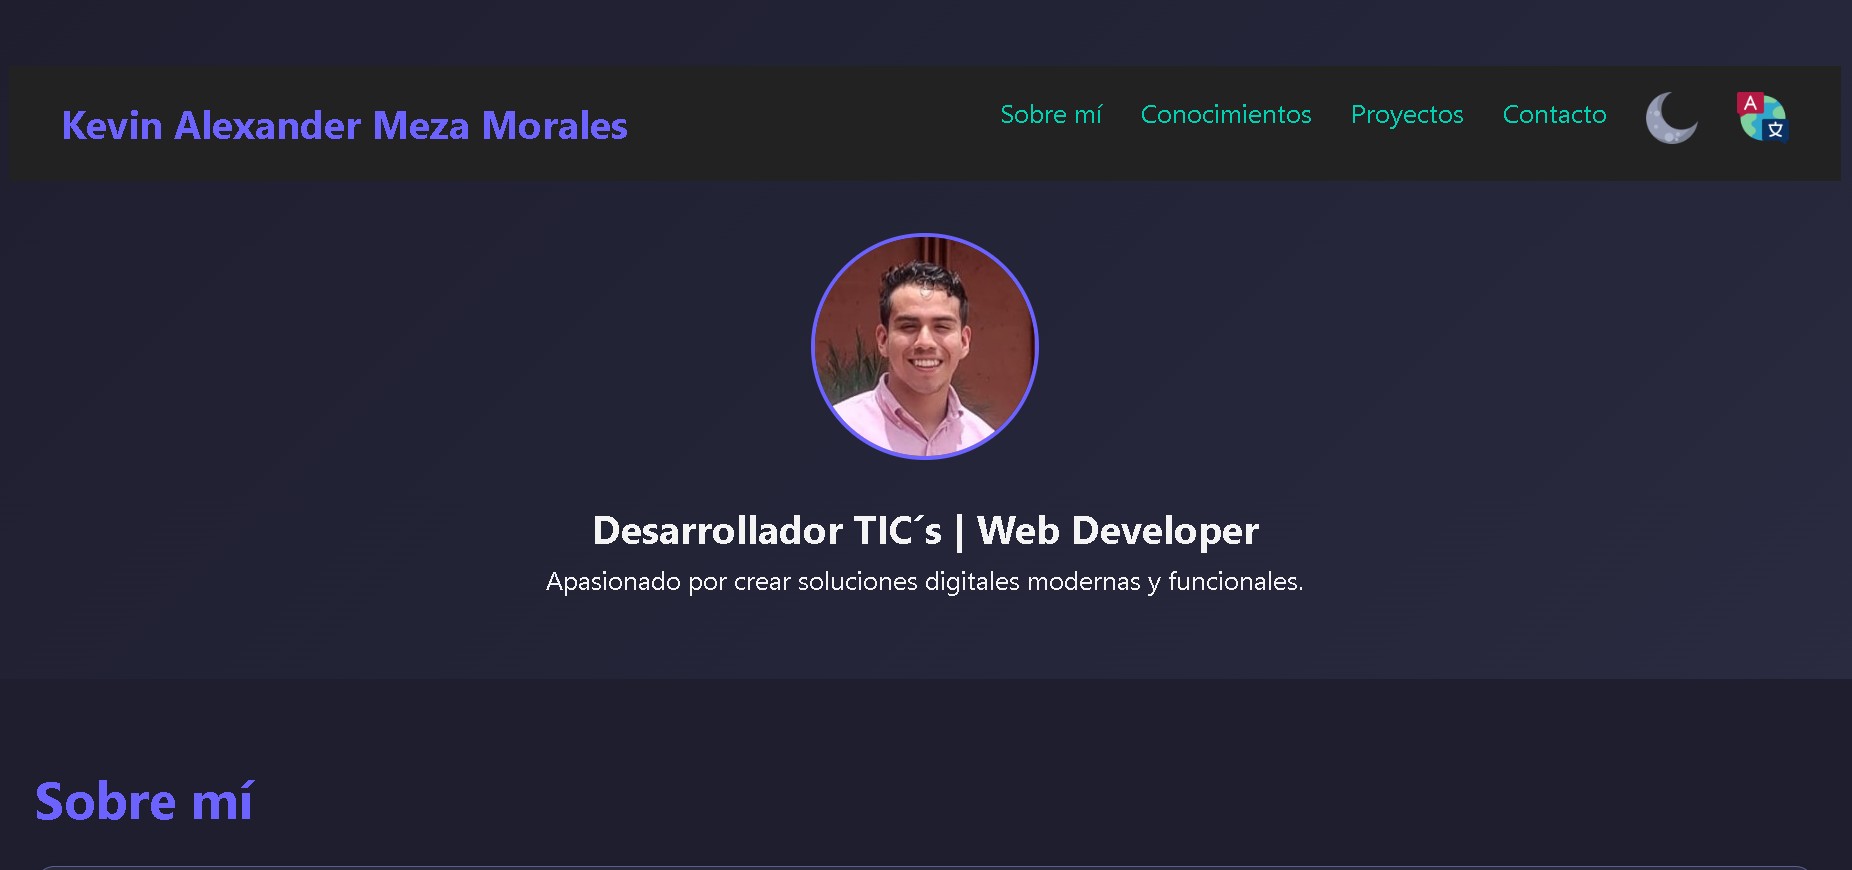 Kevin Alexander Meza Morales
Sobre mí
Conocimientos
Proyectos
Contacto
A
文
Desarrollador TIC´s | Web Developer
Apasionado por crear soluciones digitales modernas y funcionales.
Sobre mí